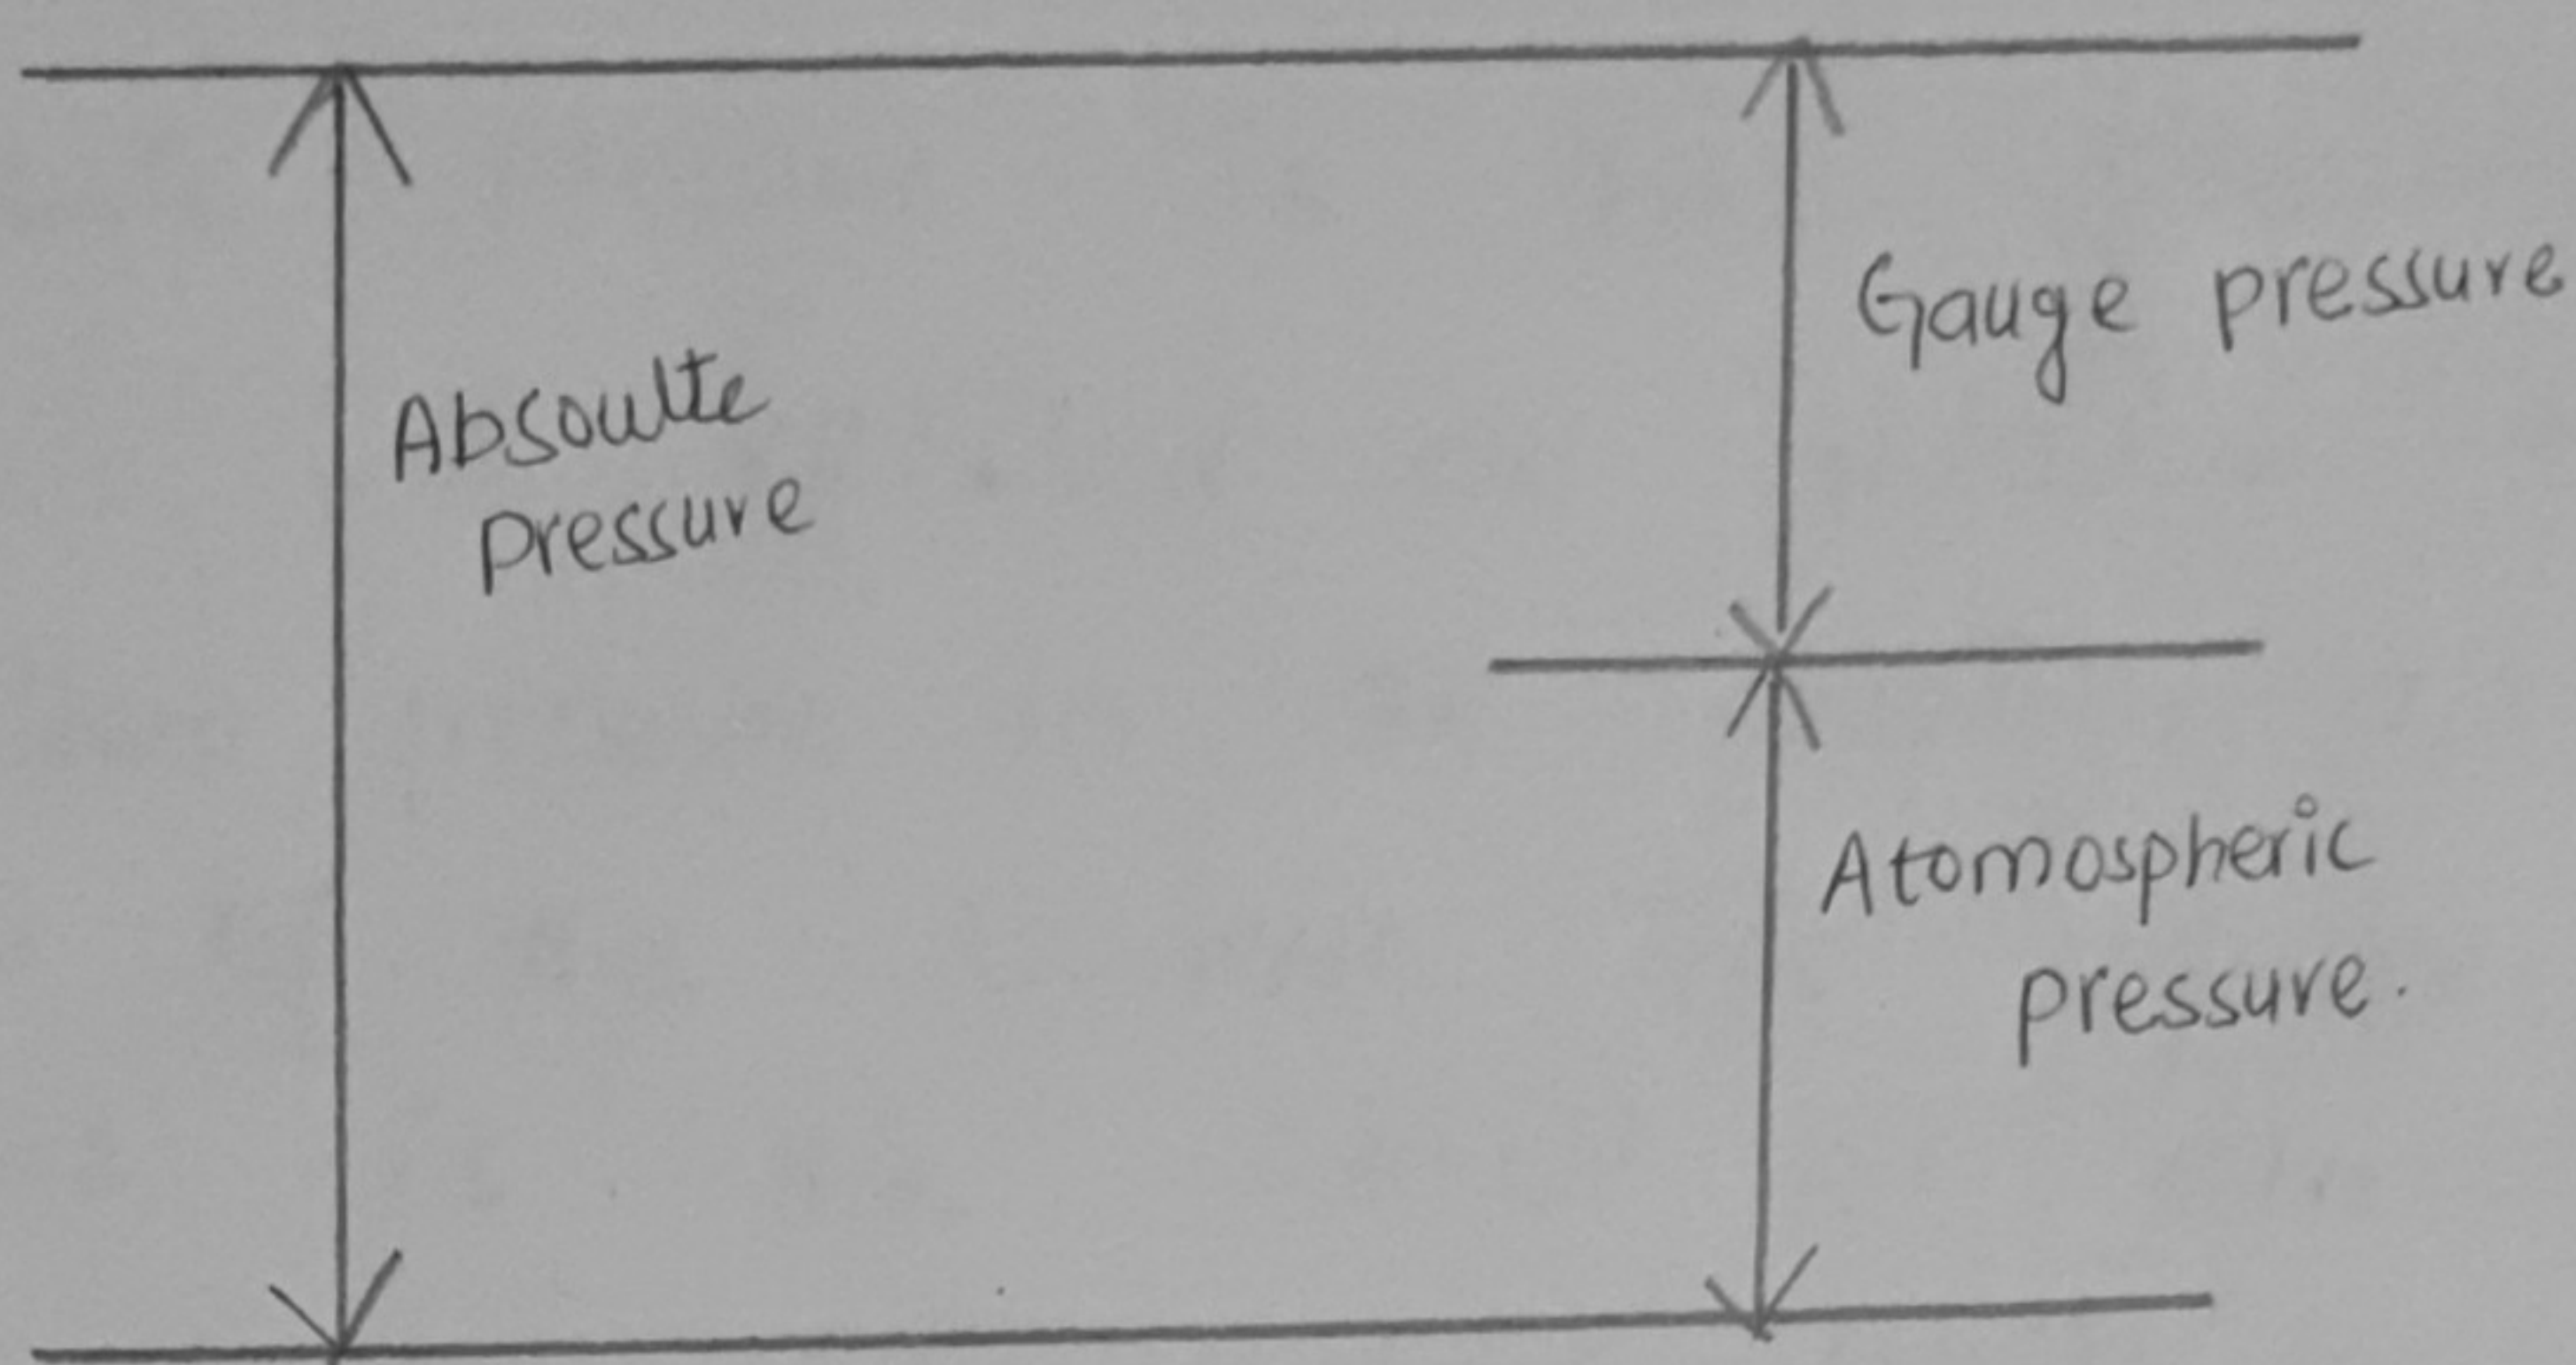 Gauge pressure
Absoulte
pressure
Atomospheric
pressure.